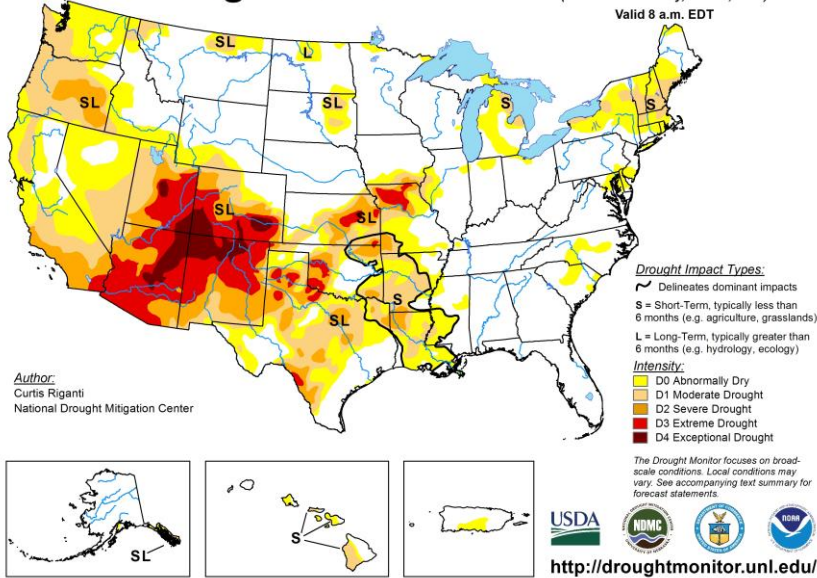 Valid 8 a.m. EDT
SL
L
SL
SL
S
S
SL
SL
S
SL
Drought Impact Types:
Delineates dominant impacts
S = Short-Term, typically less than
6 months (e.g. agriculture, grasslands)
L = Long-Term, typically greater than
6 months (e.g. hydrology, ecology)
Intensity:
D0 Abnormally Dry
D1 Moderate Drought
D2 Severe Drought
D3 Extreme Drought
D4 Exceptional Drought
Author:
Curtis Riganti
National Drought Mitigation Center
The Drought Monitor focuses on broad-
scale conditions. Local conditions may
vary. See accompanying text summary for
forecast statements.
SL
S
USDA
NDMC
NOAA
http://droughtmonitor.unl.edu/